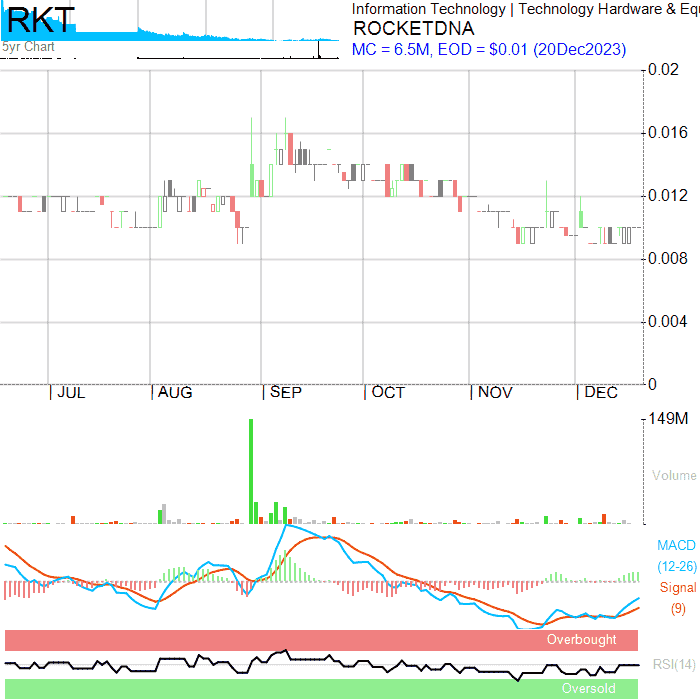 RKT
5yr Chart
Information Technology | Technology Hardware & Equ
ROCKETDNA
MC = 6.5M, EOD = $0.01 (20Dec2023)
0.02
0.016
0.012
0.008
0.004
0
JUL AUG SEP OCT NOV DEC
149M
Volume
MACD
(12-26)
Signal
(9)
Overbought
RSI(14)
Oversold